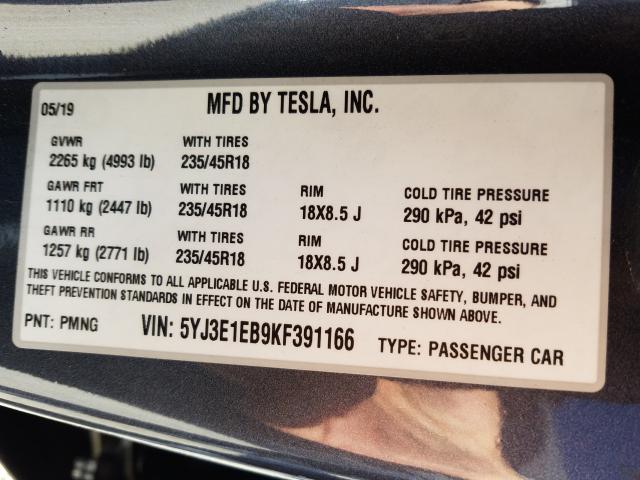 05/19 MFD BY TESLA, INC.
GVWR WITH TIRES
2265 kg (4993 lb) 235/45R18
GAWR FRT WITH TIRES RIM COLD TIRE PRESSURE
1110 kg (2447 lb) 235/45R18 18X8.5 J 290 kPa, 42 psi
GAWR RR WITH TIRES RIM COLD TIRE PRESSURE
1257 kg (2771 lb) 235/45R18 18X8.5 J 290 kPa, 42 psi
THIS VEHICLE CONFORMS TO ALL APPLICABLE U.S. FEDERAL MOTOR VEHICLE SAFETY, BUMPER, AND
THEFT PREVENTION STANDARDS IN EFFECT ON THE DATE OF MANUFACTURE SHOWN ABOVE.
PNT: PMNG VIN: 5YJ3E1EB9KF391166 TYPE: PASSENGER CAR